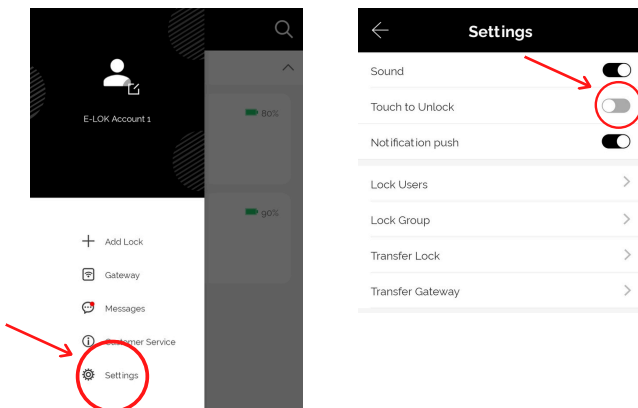 E-LOK Account 1
80%
90%
Add Lock
Gateway
Messages
Customer Service
Settings
Settings
Sound
Touch to Unlock
Notification push
Lock Users
Lock Group
Transfer Lock
Transfer Gateway